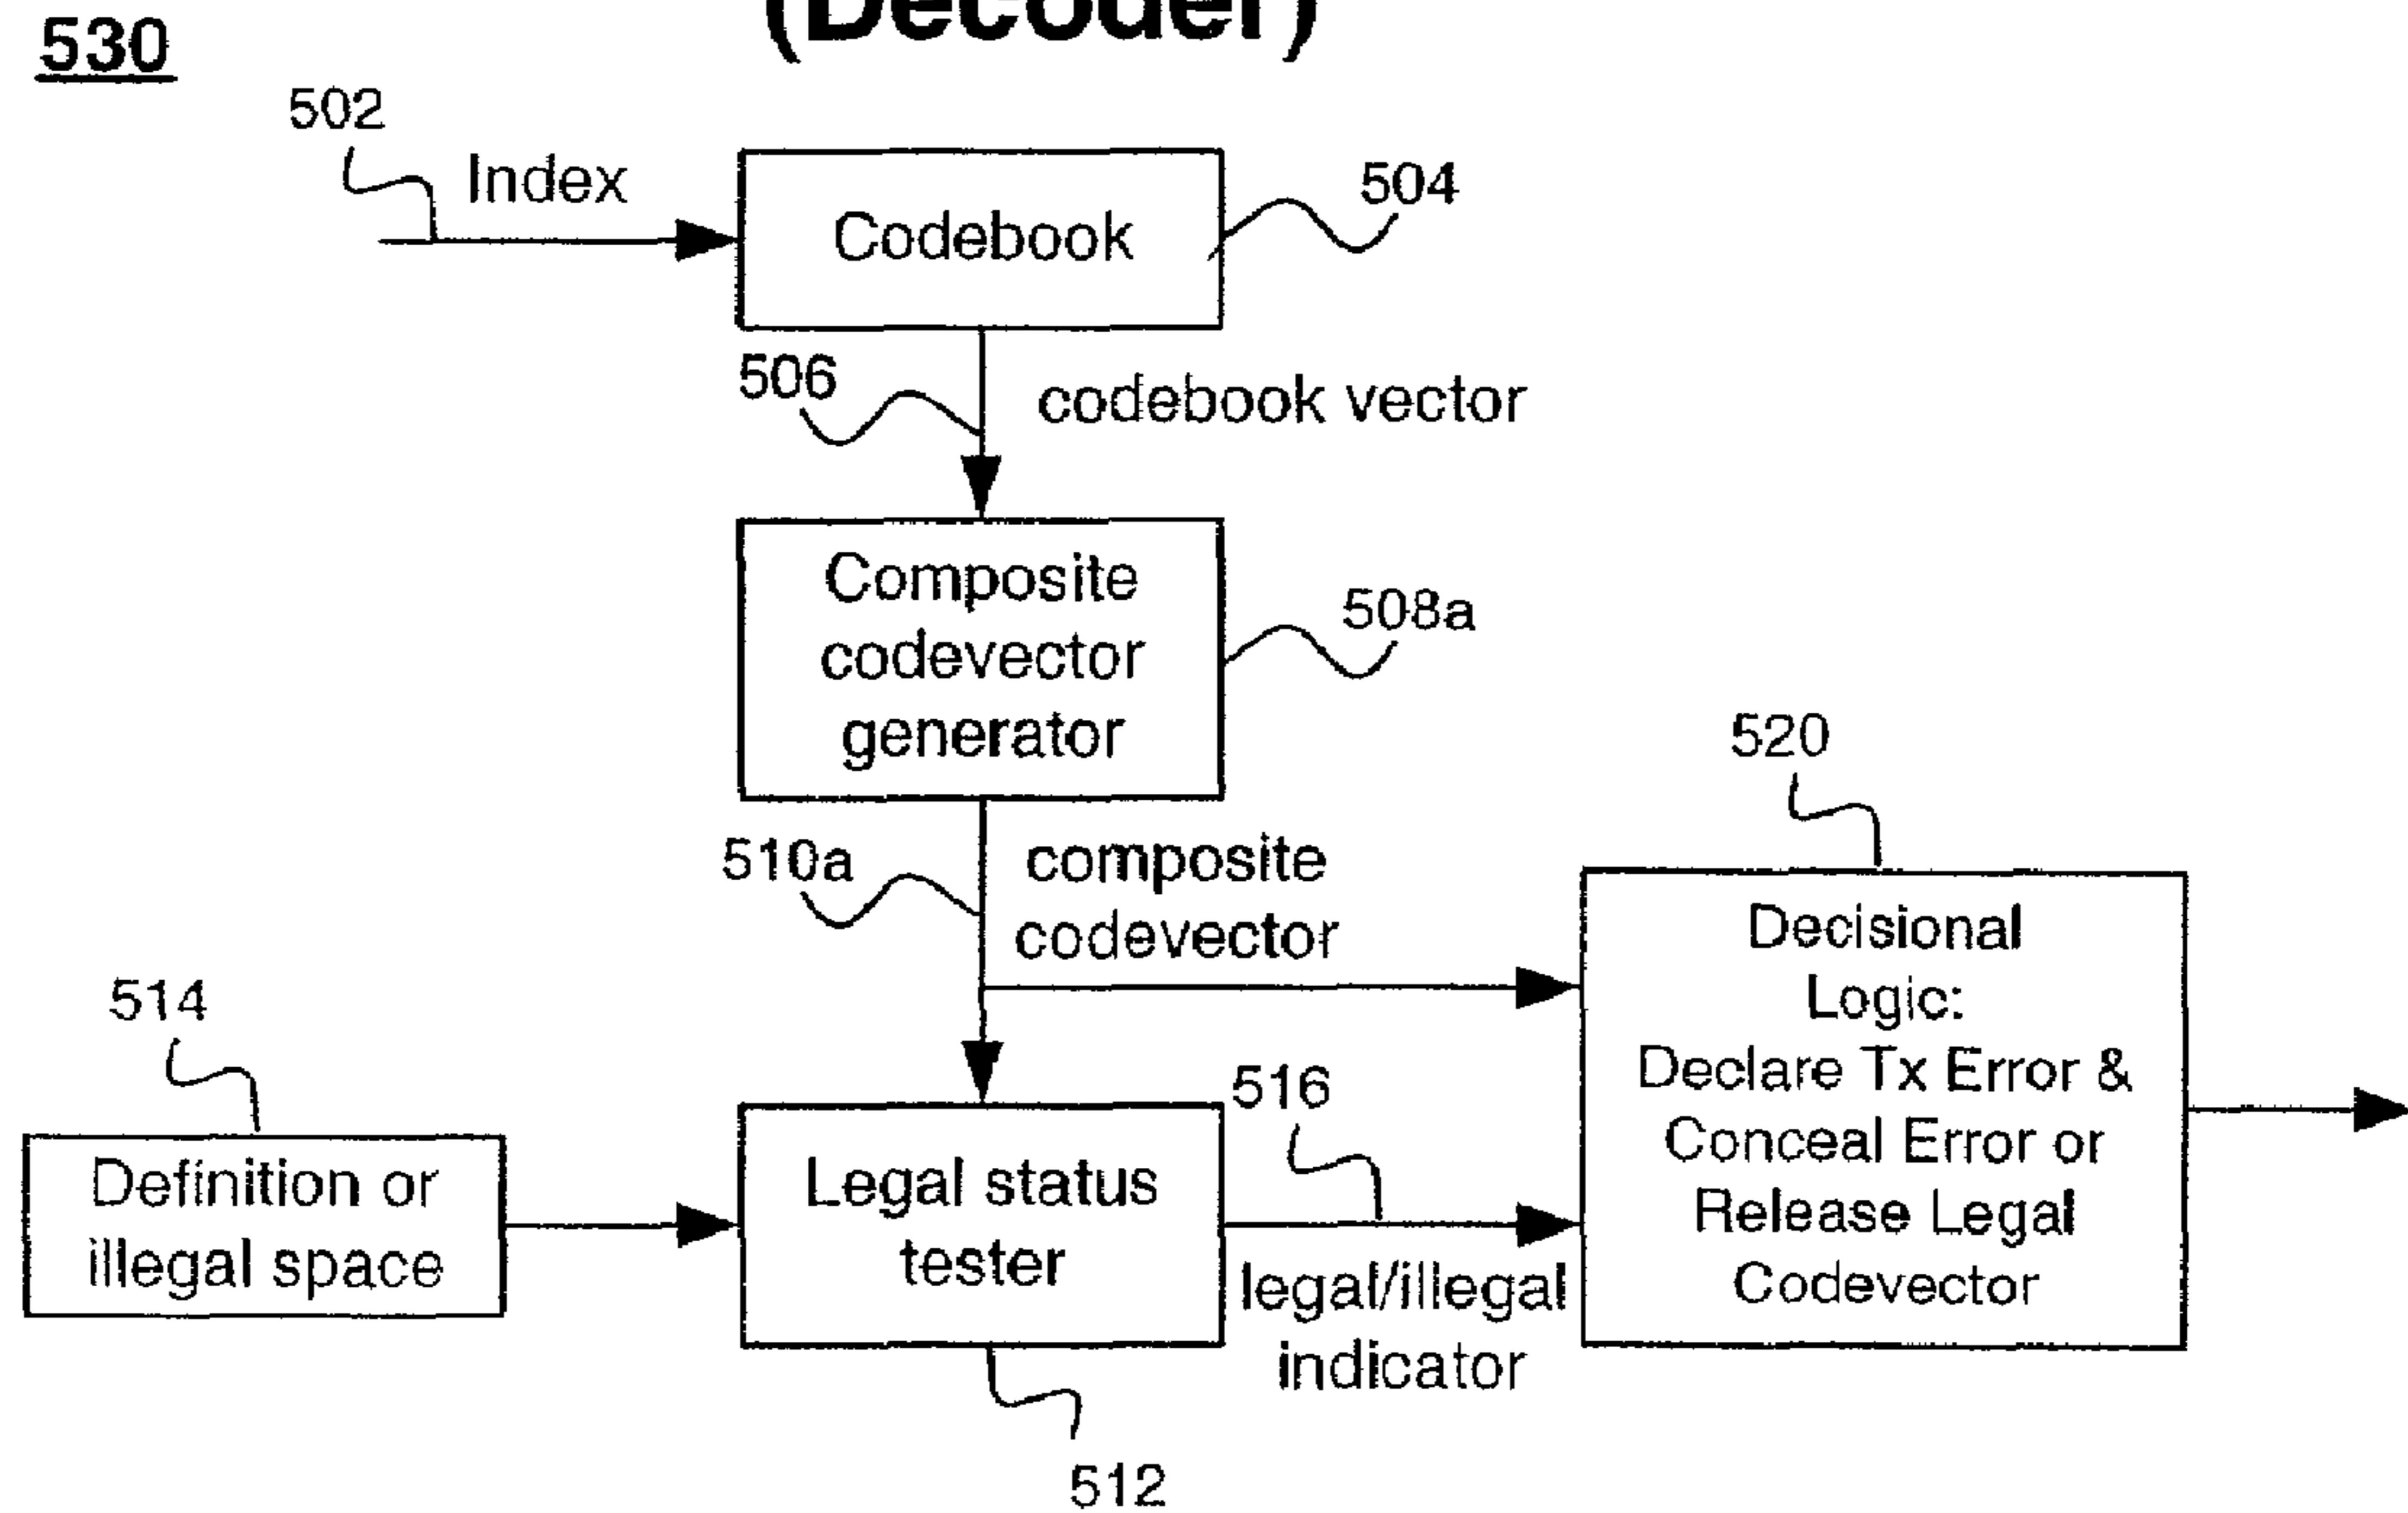 (Decoder)
530
502
Index
Codebook
504
506
codebook vector
Composite
codevector
generator
508a
510a
composite
codevector
520
Decisional
Logic:
Declare Tx Error &
Conceal Error or
Release Legal
Codevector
514
Definition or
illegal space
Legal status
tester
516
legal/illegal
indicator
512